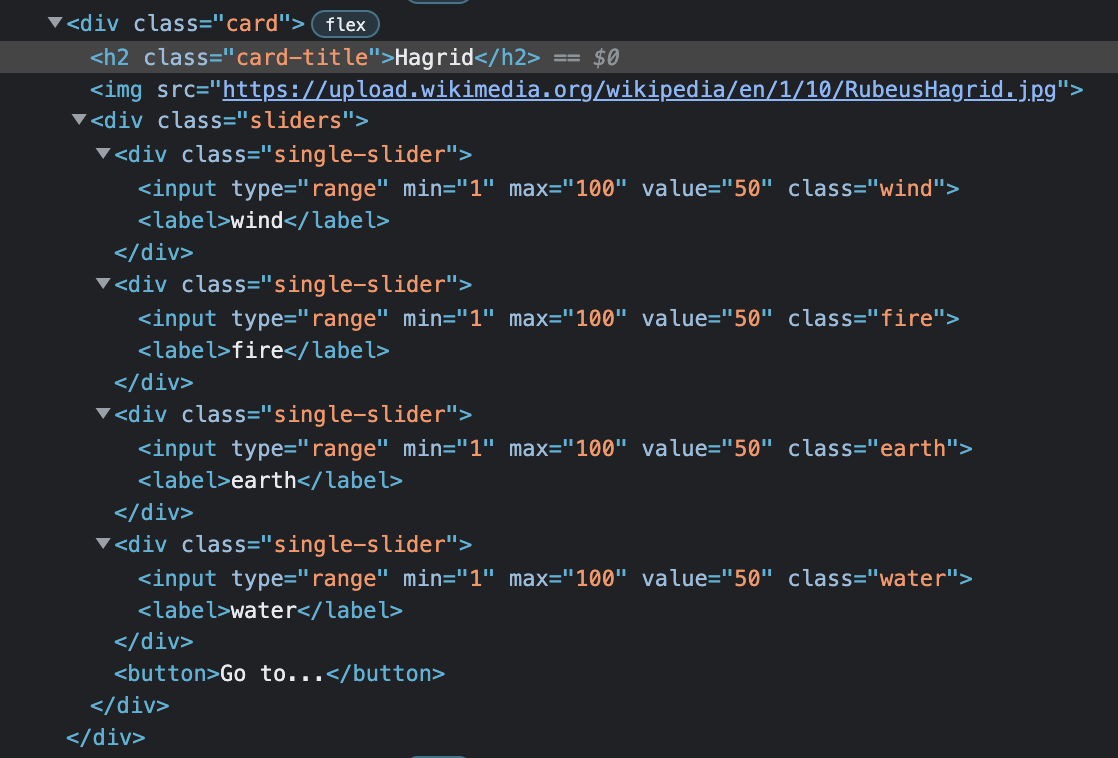 ▼<div class="card"> flex
<h2 class="card-title">Hagrid</h2> == $0
<img src="https://upload.wikimedia.org/wikipedia/en/1/10/RubeusHagrid.jpg">
▼<div class="sliders">
▼<div class="single-slider">
<input type="range" min="1" max="100" value="50" class="wind">
<label>wind</label>
</div>
▼<div class="single-slider">
<input type="range" min="1" max="100" value="50" class="fire">
<label>fire</label>
</div>
▼<div class="single-slider">
<input type="range" min="1" max="100" value="50" class="earth">
<label>earth</label>
</div>
▼<div class="single-slider">
<input type="range" min="1" max="100" value="50" class="water">
<label>water</label>
</div>
<button>Go to...</button>
</div>
</div>